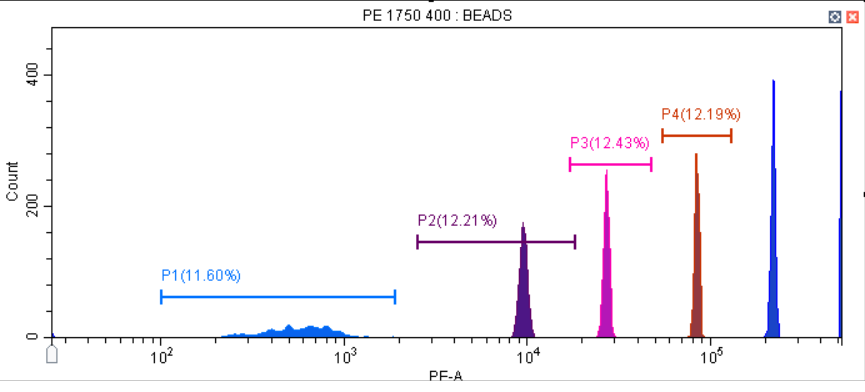 PE 1750 400 : BEADS
400
200
0
Count
P1(11.60%)
P2(12.21%)
P3(12.43%)
P4(12.19%)
10² 10³ 10⁴ 10⁵
PE-A